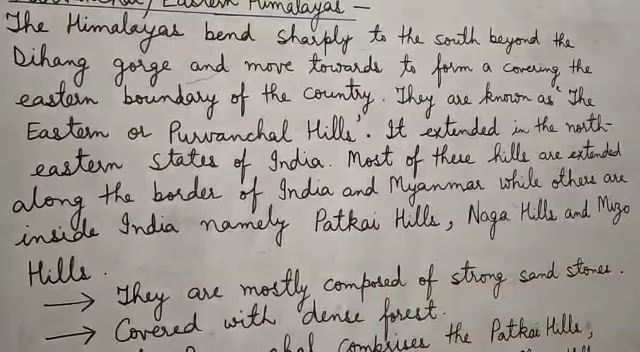 Eastern Himalayas —
The Himalayas bend sharply to the south beyond the
Dihang gorge and move towards to form a covering the
eastern boundary of the country. They are known as "The
Eastern or Purvanchal Hills'. It extended in the north-
eastern states of India. Most of these hills are extended
along the border of India and Myanmar while others are
inside India namely Patkai Hills, Naga Hills and Mizo
Hills.
→ They are mostly composed of strong sand stones.
→ Covered with dense forest.
comprises the Patkai Hills,